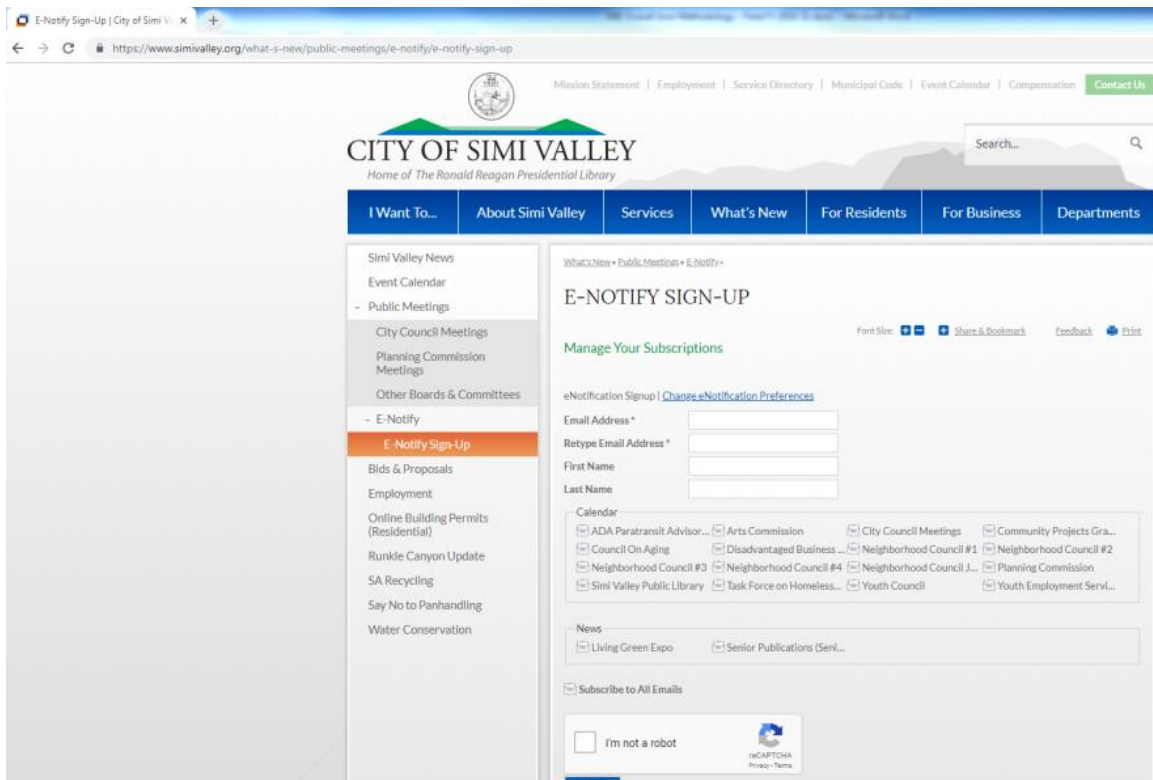 E-Notify Sign-Up | City of Simi V
https://www.simivalley.org/what-s-new/public-meetings/e-notify/e-notify-sign-up
Mission Statement | Employment | Service Directory | Municipal Code | Event Calendar | Compensation Contact Us
CITY OF SIMI VALLEY
Home of The Ronald Reagan Presidential Library
Search...
I Want To... About Simi Valley Services What's New For Residents For Business Departments
Simi Valley News
Event Calendar
- Public Meetings
City Council Meetings
Planning Commission
Meetings
Other Boards & Committees
- E-Notify
E-Notify Sign-Up
Bids & Proposals
Employment
Online Building Permits
(Residential)
Runkle Canyon Update
SA Recycling
Say No to Panhandling
Water Conservation
What's New • Public Meetings • E-Notify •
E-NOTIFY SIGN-UP
Font Size: Share & Bookmark Feedback Print
Manage Your Subscriptions
eNotification Signup | Change eNotification Preferences
Email Address *
Retype Email Address *
First Name
Last Name
Calendar
ADA Paratransit Advisor... Arts Commission City Council Meetings Community Projects Gra...
Council On Aging Disadvantaged Business ... Neighborhood Council #1 Neighborhood Council #2
Neighborhood Council #3 Neighborhood Council #4 Neighborhood Council J... Planning Commission
Simi Valley Public Library Task Force on Homeless... Youth Council Youth Employment Servi...
News
Living Green Expo Senior Publications (Seni...
Subscribe to All Emails
I'm not a robot
reCAPTCHA
Privacy - Terms